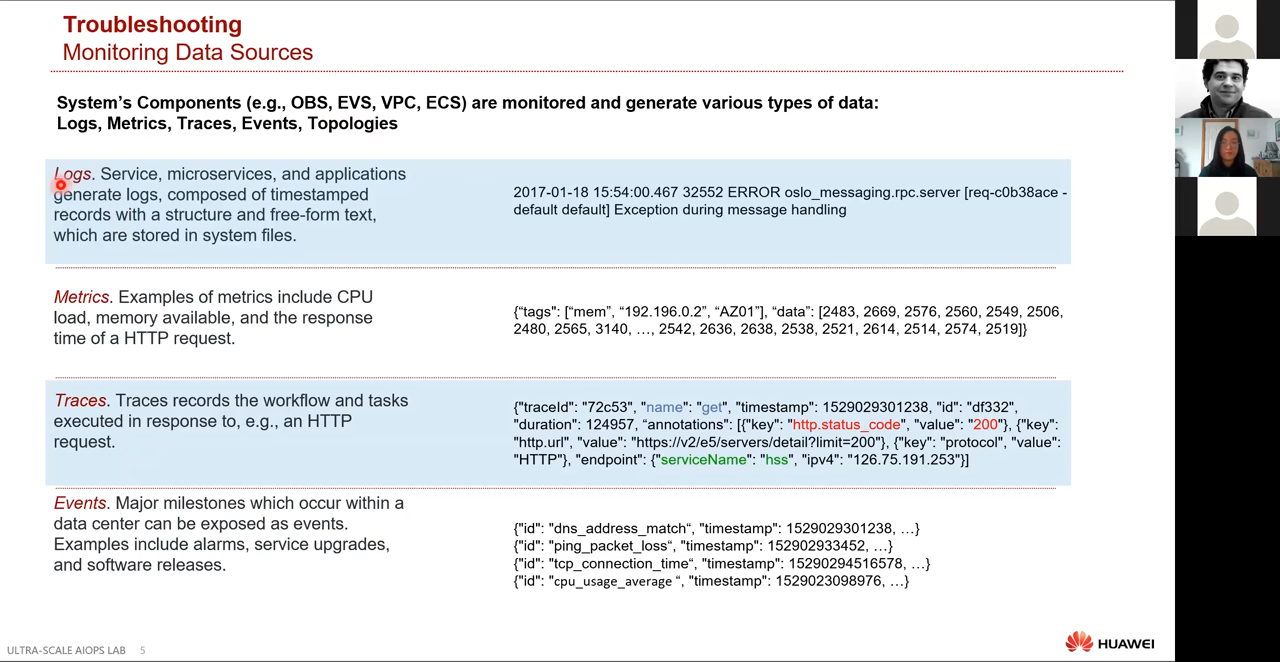 Troubleshooting
Monitoring Data Sources
System’s Components (e.g., OBS, EVS, VPC, ECS) are monitored and generate various types of data:
Logs, Metrics, Traces, Events, Topologies
Logs. Service, microservices, and applications
generate logs, composed of timestamped
records with a structure and free-form text,
which are stored in system files.
2017-01-18 15:54:00.467 32552 ERROR oslo_messaging.rpc.server [req-c0b38ace -
default default] Exception during message handling
Metrics. Examples of metrics include CPU
load, memory available, and the response
time of a HTTP request.
{“tags": [“mem”, “192.196.0.2”, “AZ01”], “data”: [2483, 2669, 2576, 2560, 2549, 2506,
2480, 2565, 3140, …, 2542, 2636, 2638, 2538, 2521, 2614, 2514, 2574, 2519]}
Traces. Traces records the workflow and tasks
executed in response to, e.g., an HTTP
request.
{"traceId": "72c53", "name": "get", "timestamp": 1529029301238, "id": "df332",
"duration": 124957, “annotations": [{"key": "http.status_code", "value": "200"}, {"key":
"http.url", "value": "https://v2/e5/servers/detail?limit=200"}, {"key": "protocol", "value":
"HTTP"}, "endpoint": {"serviceName": "hss", "ipv4": "126.75.191.253"}]
Events. Major milestones which occur within a
data center can be exposed as events.
Examples include alarms, service upgrades,
and software releases.
{"id": "dns_address_match“, "timestamp": 1529029301238, …}
{"id": "ping_packet_loss“, "timestamp": 152902933452, …}
{"id": "tcp_connection_time“, "timestamp": 15290294516578, …}
{"id": "cpu_usage_average “, "timestamp": 1529023098976, …}
ULTRA-SCALE AIOPS LAB 5
HUAWEI